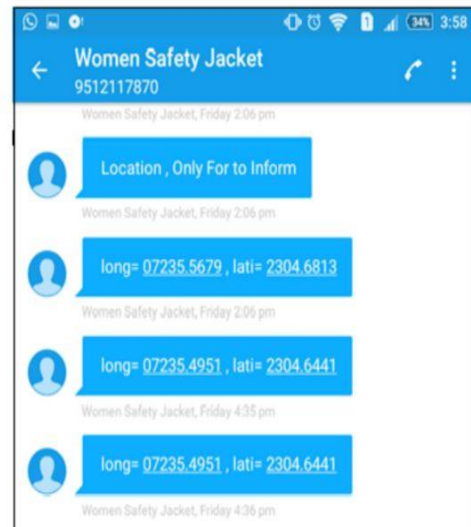 1 34% 3:58
Women Safety Jacket
9512117870
Women Safety Jacket, Friday 2:06 pm
Location , Only For to Inform
Women Safety Jacket, Friday 2:06 pm
long= 07235.5679 , lati= 2304.6813
Women Safety Jacket, Friday 2:06 pm
long= 07235.4951 , lati= 2304.6441
Women Safety Jacket, Friday 4:35 pm
long= 07235.4951 , lati= 2304.6441
Women Safety Jacket, Friday 4:36 pm